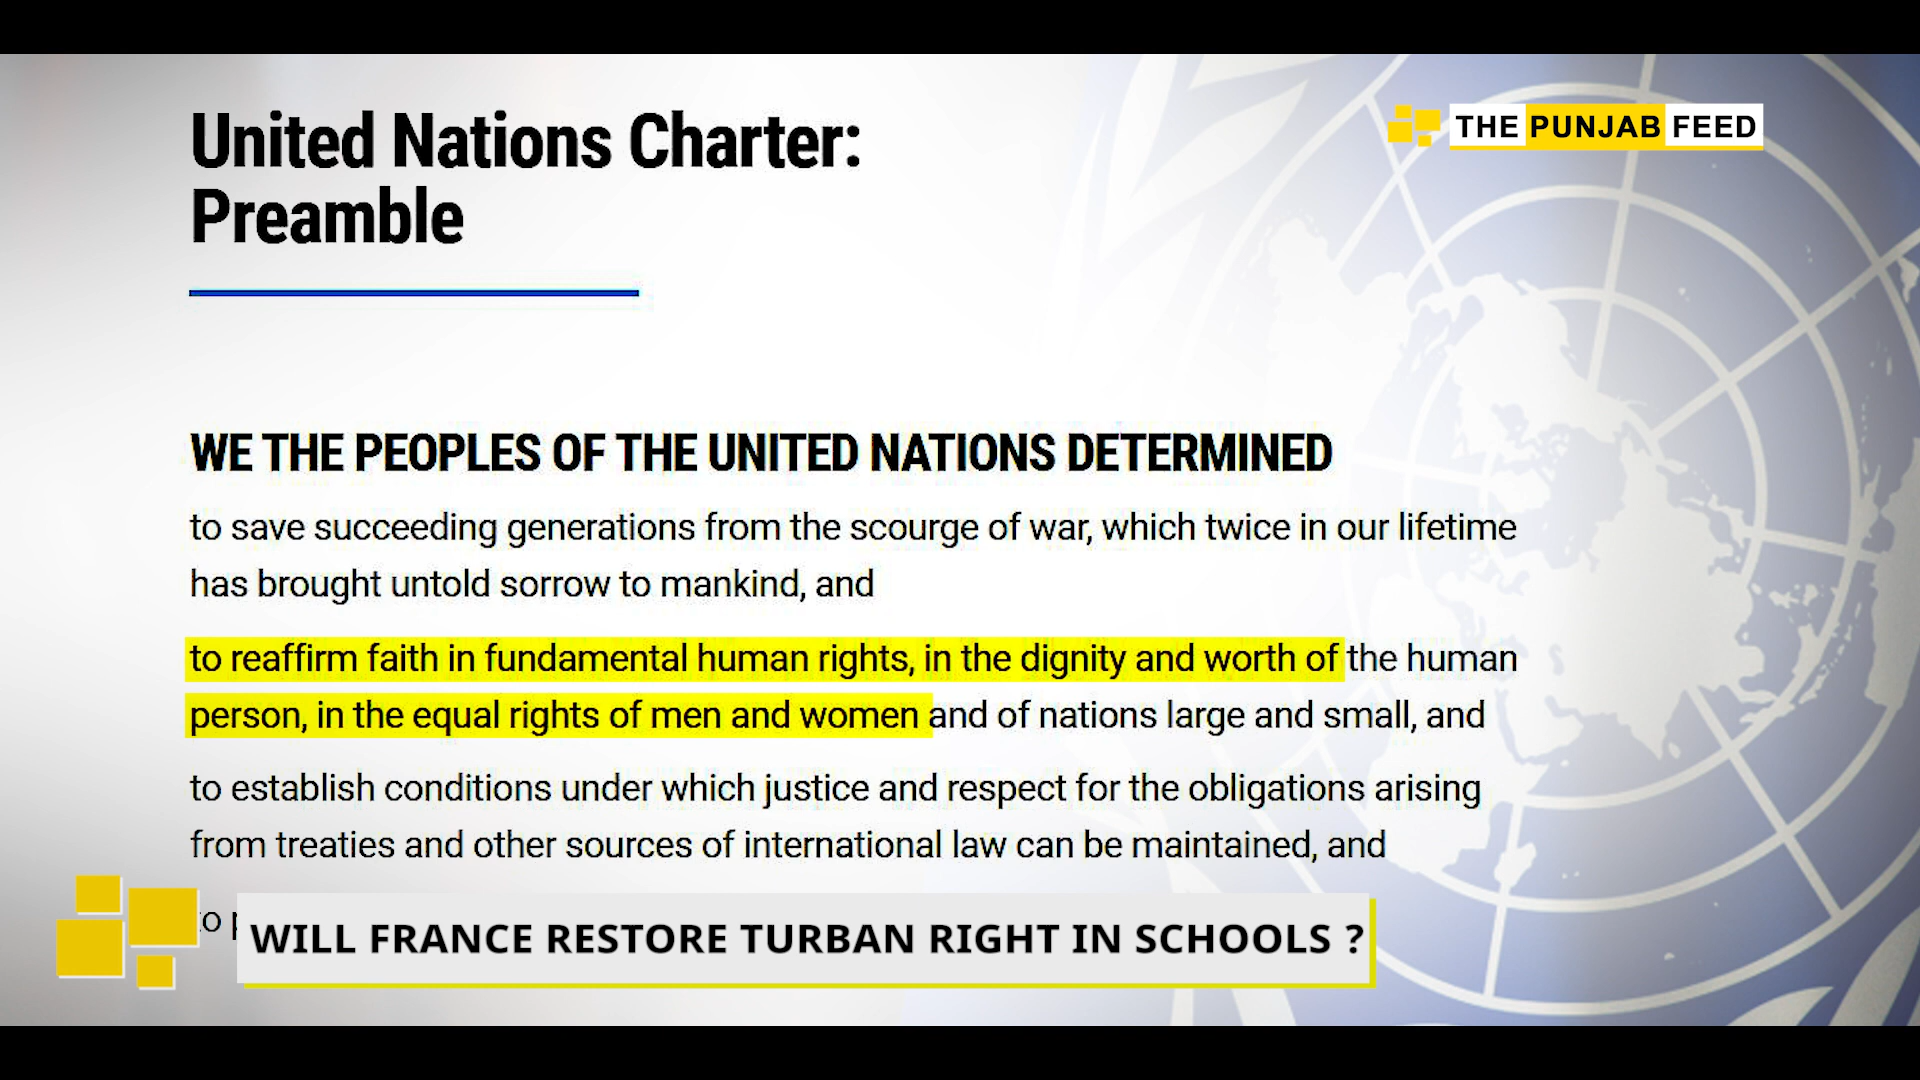 United Nations Charter:
Preamble
THE PUNJAB FEED
WE THE PEOPLES OF THE UNITED NATIONS DETERMINED
to save succeeding generations from the scourge of war, which twice in our lifetime
has brought untold sorrow to mankind, and
to reaffirm faith in fundamental human rights, in the dignity and worth of the human
person, in the equal rights of men and women and of nations large and small, and
to establish conditions under which justice and respect for the obligations arising
from treaties and other sources of international law can be maintained, and
to
WILL FRANCE RESTORE TURBAN RIGHT IN SCHOOLS ?